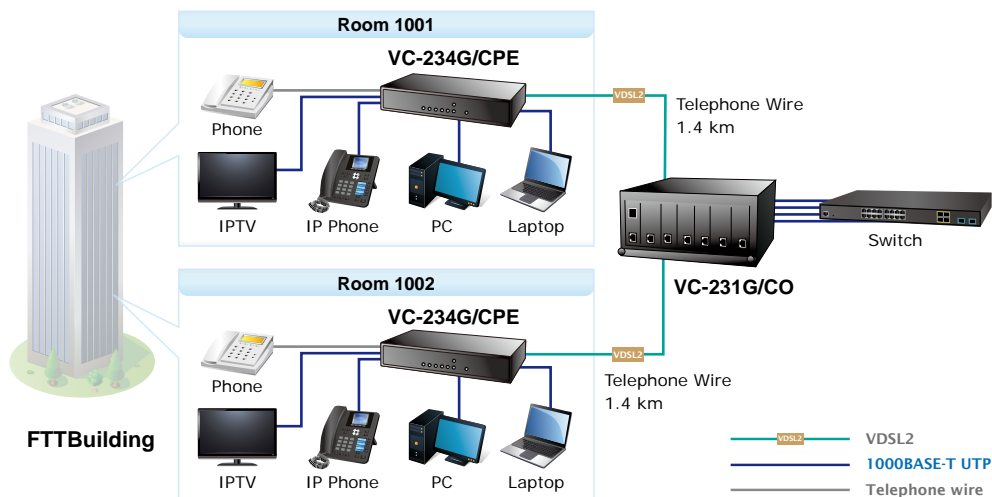 Room 1001
VC-234G/CPE
VDSL2
Telephone Wire
1.4 km
Phone
IPTV
IP Phone
PC
Laptop
Switch
VC-231G/CO
Room 1002
VC-234G/CPE
VDSL2
Telephone Wire
1.4 km
Phone
IPTV
IP Phone
PC
Laptop
FTTBuilding
VDSL2
VDSL2
1000BASE-T UTP
Telephone wire